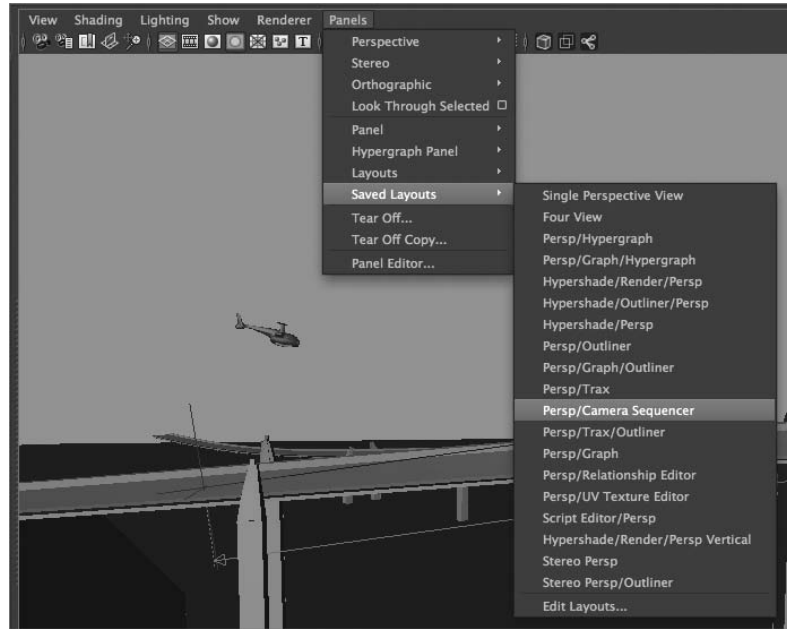 View Shading Lighting Show Renderer Panels
T
Perspective
Stereo
Orthographic
Look Through Selected
Panel
Hypergraph Panel
Layouts
Saved Layouts
Tear Off...
Tear Off Copy...
Panel Editor...
Single Perspective View
Four View
Persp/Hypergraph
Persp/Graph/Hypergraph
Hypershade/Render/Persp
Hypershade/Outliner/Persp
Hypershade/Persp
Persp/Outliner
Persp/Graph/Outliner
Persp/Trax
Persp/Camera Sequencer
Persp/Trax/Outliner
Persp/Graph
Persp/Relationship Editor
Persp/UV Texture Editor
Script Editor/Persp
Hypershade/Render/Persp Vertical
Stereo Persp
Stereo Persp/Outliner
Edit Layouts...